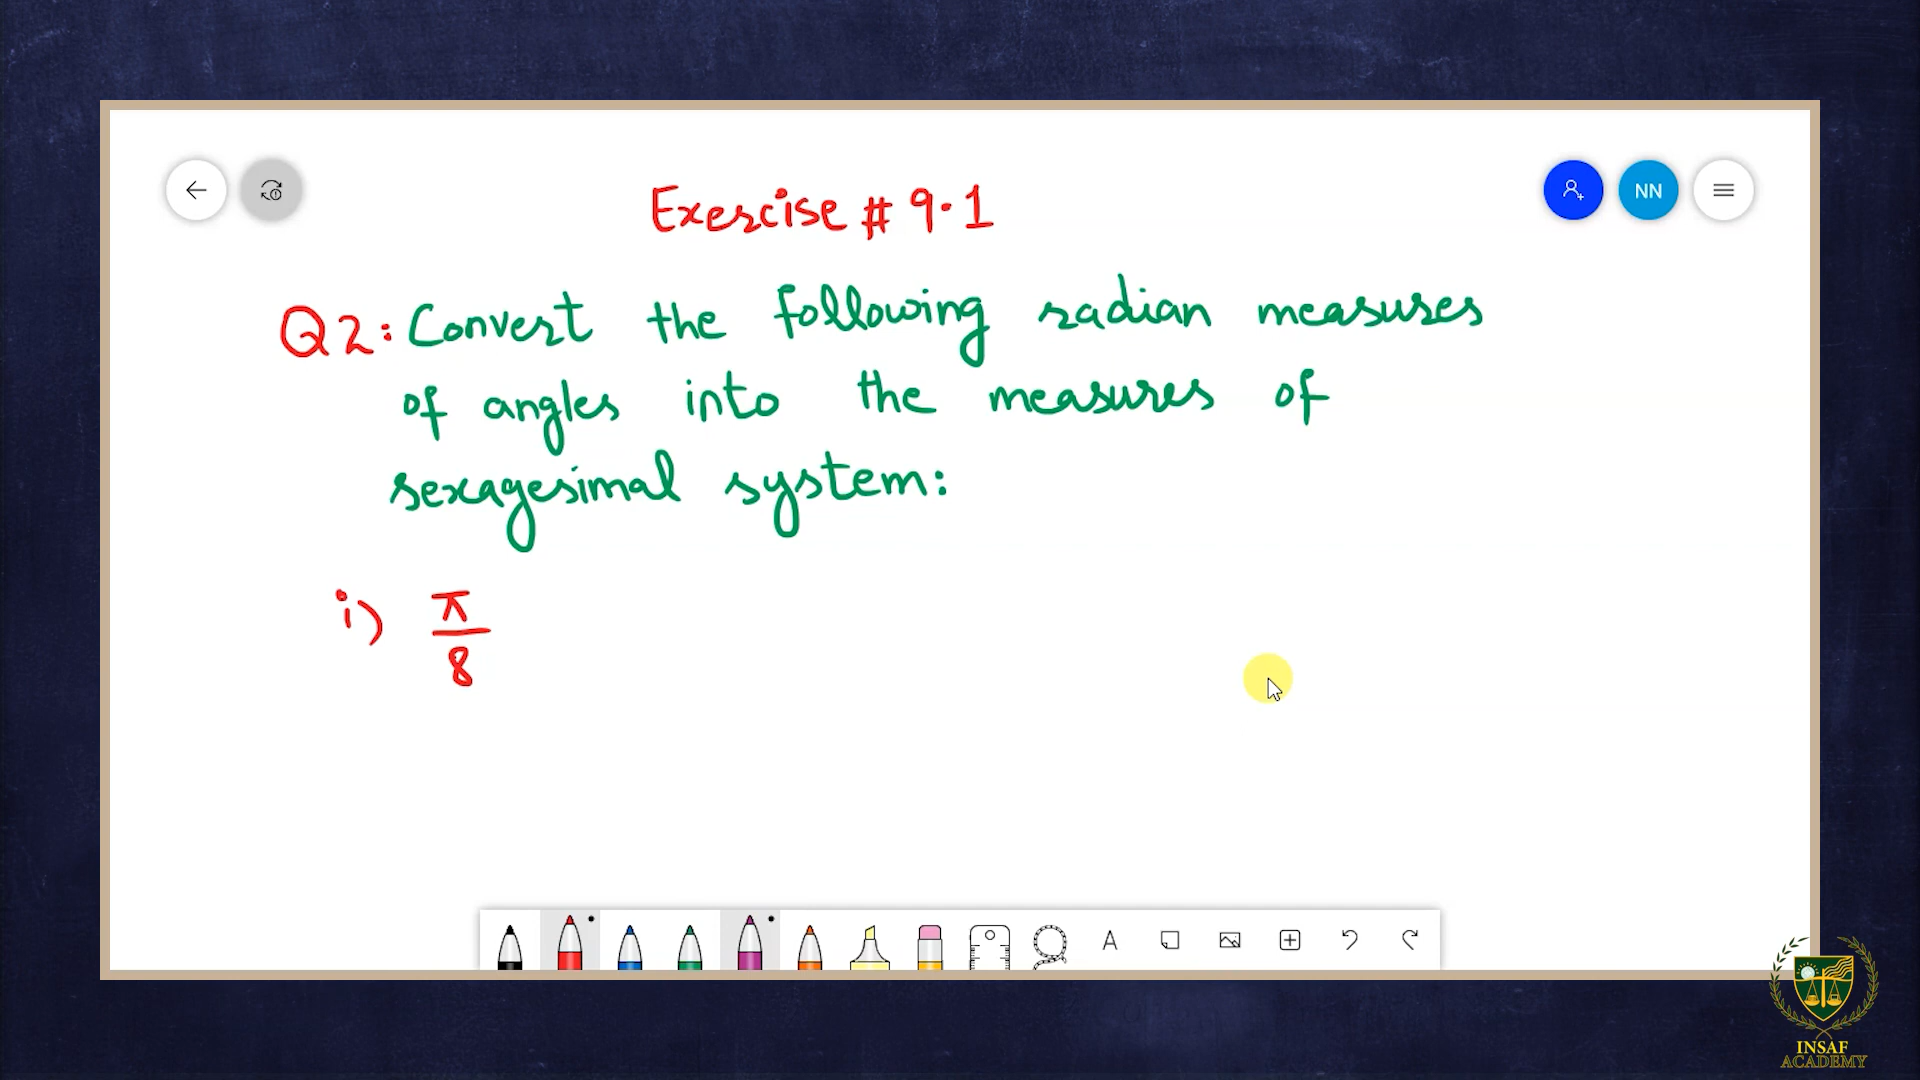 Exercise # 9.1
NN
Q2: Convert the following radian measures
of angles into the measures of
sexagesimal system:
i) π/8
A
INSAF
ACADEMY